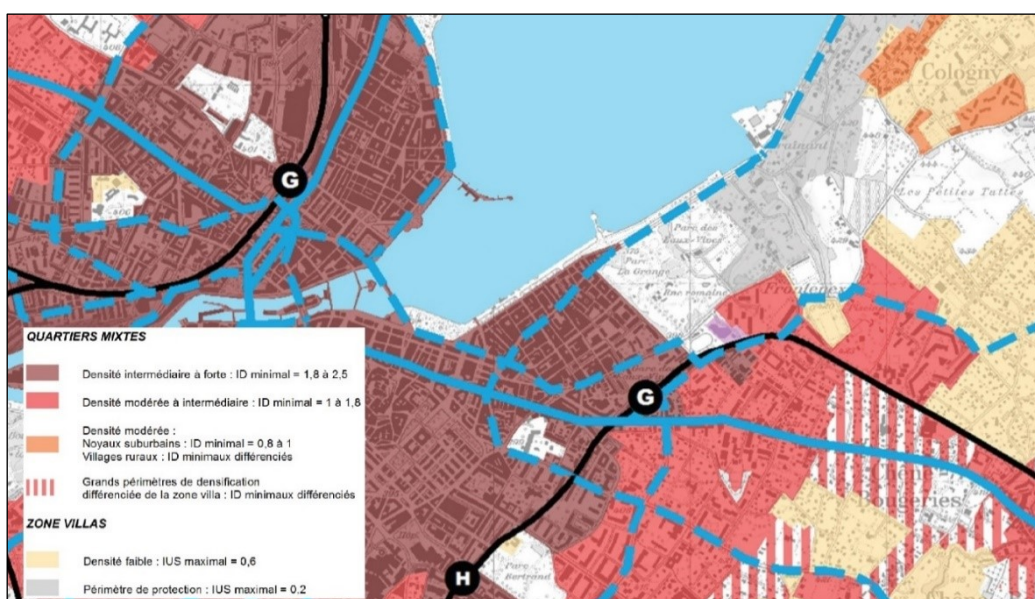 Cologny
Les Petites Tattes
Parc des
Eaux-Vives
Parc
La Grange
Frontenex
G
G
H
Parc
Bertrand
Bougeries
QUARTIERS MIXTES
Densité intermédiaire à forte : ID minimal = 1,8 à 2,5
Densité modérée à intermédiaire : ID minimal = 1 à 1,8
Densité modérée :
Noyaux suburbains : ID minimal = 0,8 à 1
Villages ruraux : ID minimaux différenciés
Grands périmètres de densification
différenciée de la zone villa : ID minimaux différenciés
ZONE VILLAS
Densité faible : IUS maximal = 0,6
Périmètre de protection : IUS maximal = 0.2